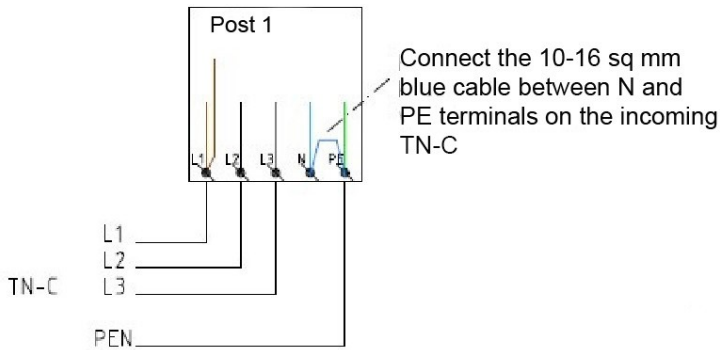 Post 1
Connect the 10-16 sq mm
blue cable between N and
PE terminals on the incoming
TN-C
L1 L2 L3 N PE
L1
L2
TN-C L3
PEN